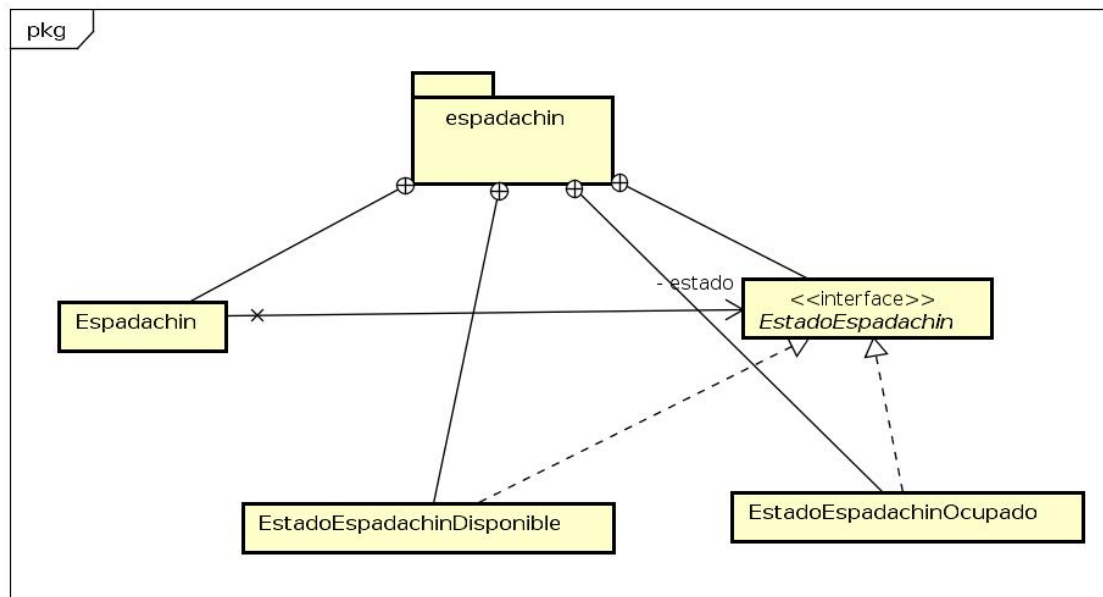 pkg
espadachin
- estado
Espadachin
<<interface>>
EstadoEspadachin
EstadoEspadachinDisponible
EstadoEspadachinOcupado